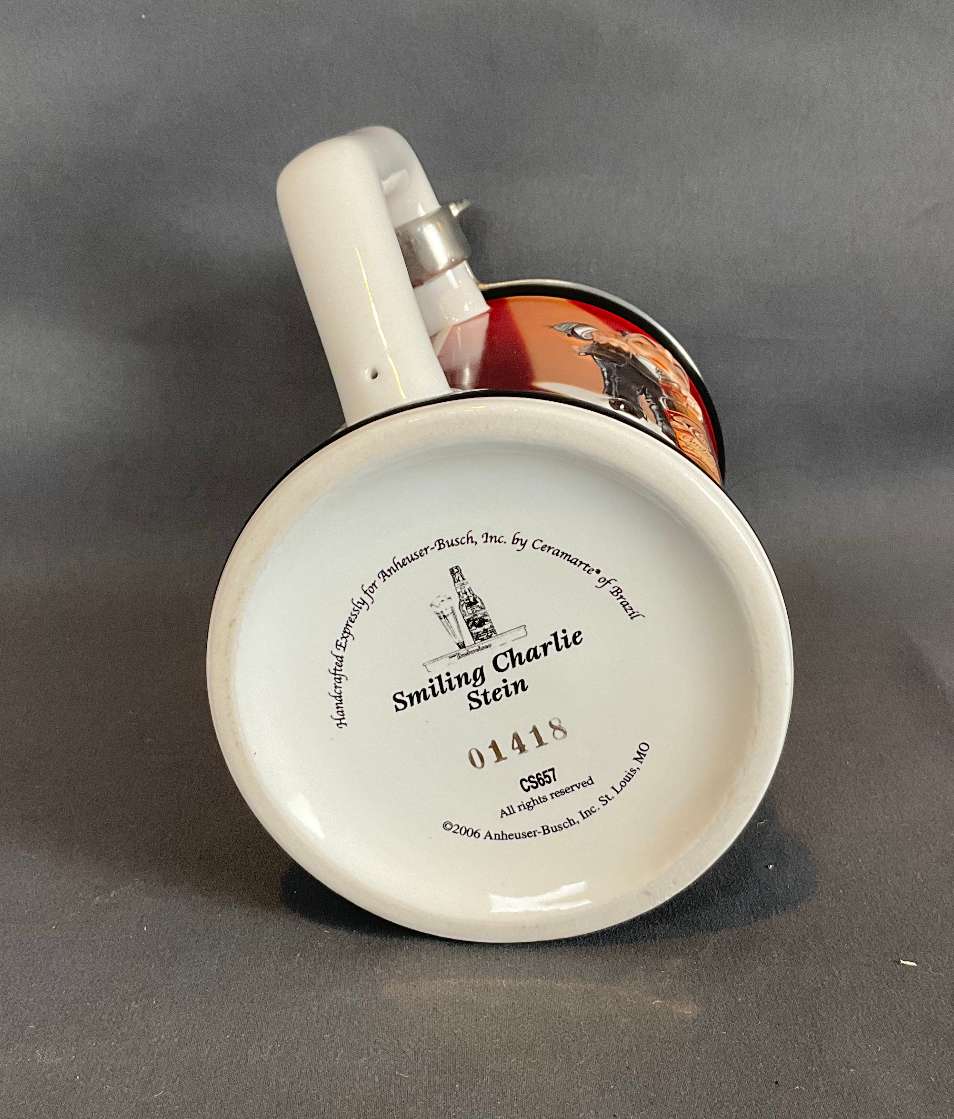 Handcrafted Expressly for Anheuser-Busch, Inc. by Ceramarte® of Brazil
Smiling Charlie
Stein
01418
CS657
All rights reserved
©2006 Anheuser-Busch, Inc. St. Louis, MO